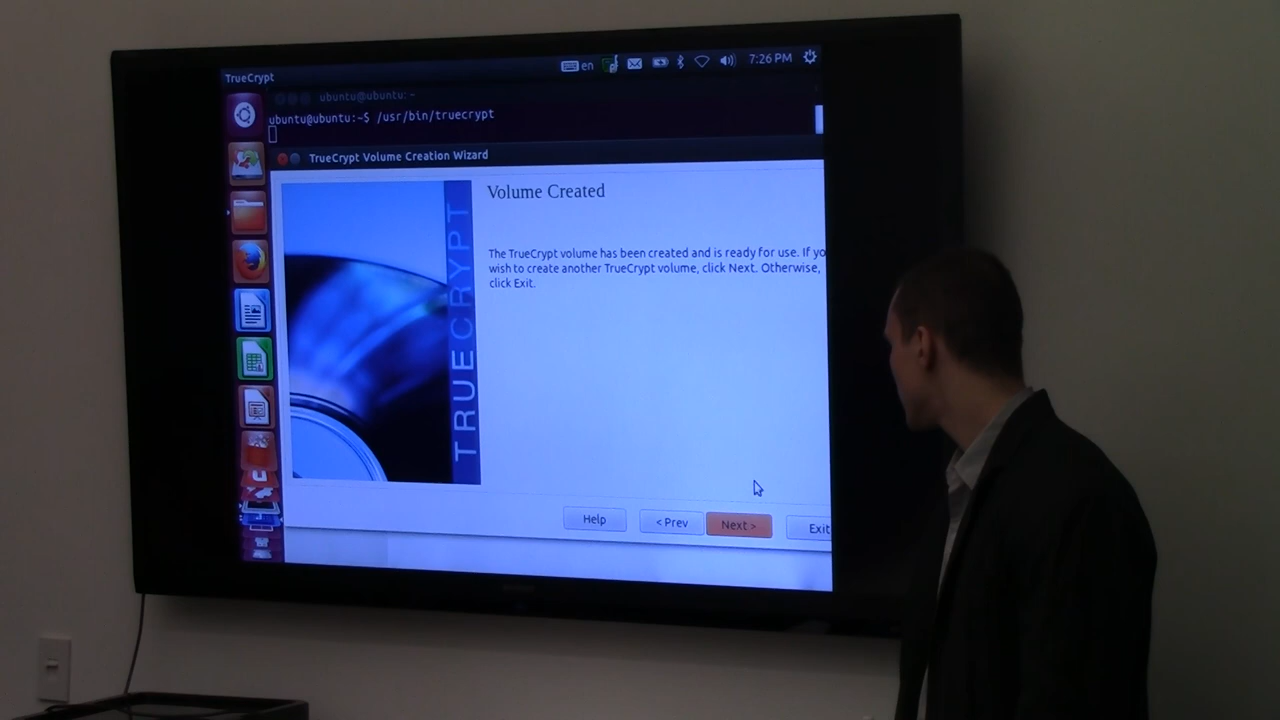 TrueCrypt
en
7:26 PM
ubuntu@ubuntu: ~
ubuntu@ubuntu:~$ /usr/bin/truecrypt
TrueCrypt Volume Creation Wizard
TRUECRYPT
Volume Created
The TrueCrypt volume has been created and is ready for use. If yo
wish to create another TrueCrypt volume, click Next. Otherwise,
click Exit.
Help
< Prev
Next >
Exit